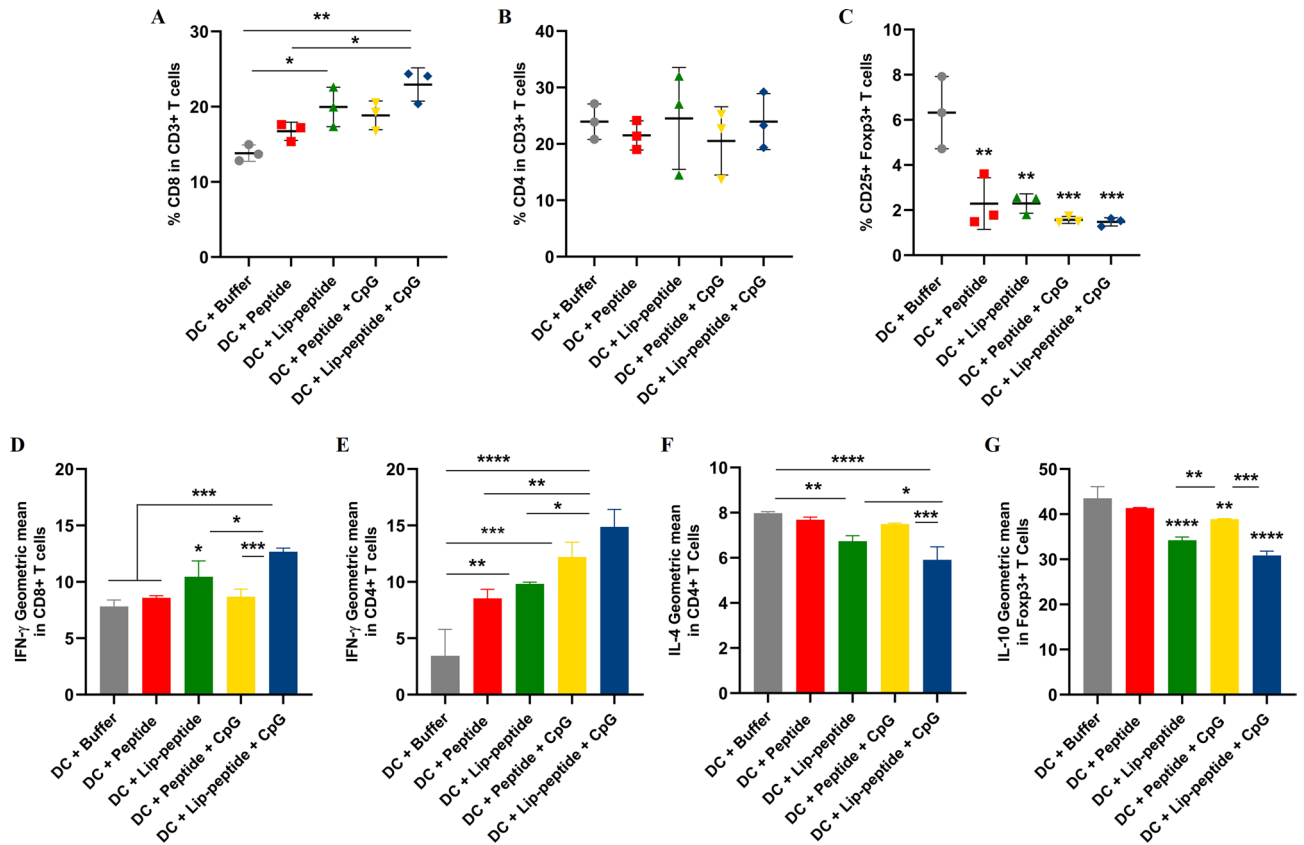 A
% CD8 in CD3+ T cells
30
20
10
0
**
*
*
DC + Buffer
DC + Peptide
DC + Lip-peptide
DC + Peptide + CpG
DC + Lip-peptide + CpG
B
% CD4 in CD3+ T cells
40
30
20
10
0
DC + Buffer
DC + Peptide
DC + Lip-peptide
DC + Peptide + CpG
DC + Lip-peptide + CpG
C
% CD25+ Foxp3+ T cells
10
8
6
4
2
0
**
**
***
***
DC + Buffer
DC + Peptide
DC + Lip-peptide
DC + Peptide + CpG
DC + Lip-peptide + CpG
D
IFN-γ Geometric mean
in CD8+ T Cells
20
15
10
5
0
***
*
*
***
DC + Buffer
DC + Peptide
DC + Lip-peptide
DC + Peptide + CpG
DC + Lip-peptide + CpG
E
IFN-γ Geometric mean
in CD4+ T Cells
20
15
10
5
0
****
**
*
***
**
DC + Buffer
DC + Peptide
DC + Lip-peptide
DC + Peptide + CpG
DC + Lip-peptide + CpG
F
IL-4 Geometric mean
in CD4+ T Cells
10
8
6
4
2
0
****
**
*
***
DC + Buffer
DC + Peptide
DC + Lip-peptide
DC + Peptide + CpG
DC + Lip-peptide + CpG
G
IL-10 Geometric mean
in Foxp3+ T Cells
50
40
30
20
10
0
**
***
****
**
****
DC + Buffer
DC + Peptide
DC + Lip-peptide
DC + Peptide + CpG
DC + Lip-peptide + CpG